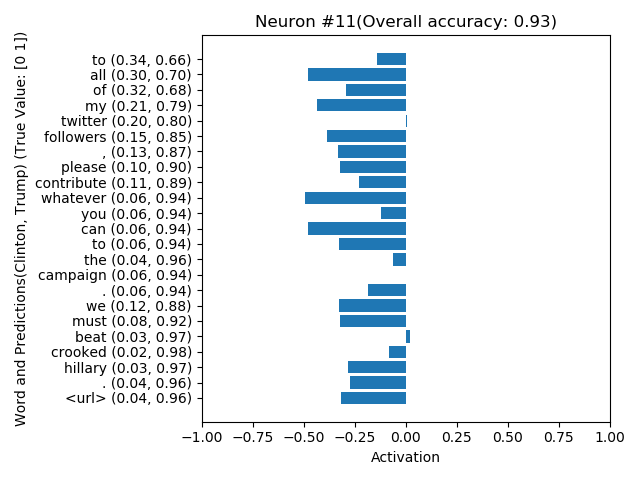 Neuron #11(Overall accuracy: 0.93)
Word and Predictions(Clinton, Trump) (True Value: [0 1])
to (0.34, 0.66)
all (0.30, 0.70)
of (0.32, 0.68)
my (0.21, 0.79)
twitter (0.20, 0.80)
followers (0.15, 0.85)
, (0.13, 0.87)
please (0.10, 0.90)
contribute (0.11, 0.89)
whatever (0.06, 0.94)
you (0.06, 0.94)
can (0.06, 0.94)
to (0.06, 0.94)
the (0.04, 0.96)
campaign (0.06, 0.94)
. (0.06, 0.94)
we (0.12, 0.88)
must (0.08, 0.92)
beat (0.03, 0.97)
crooked (0.02, 0.98)
hillary (0.03, 0.97)
. (0.04, 0.96)
<url> (0.04, 0.96)
−1.00 −0.75 −0.50 −0.25 0.00 0.25 0.50 0.75 1.00
Activation